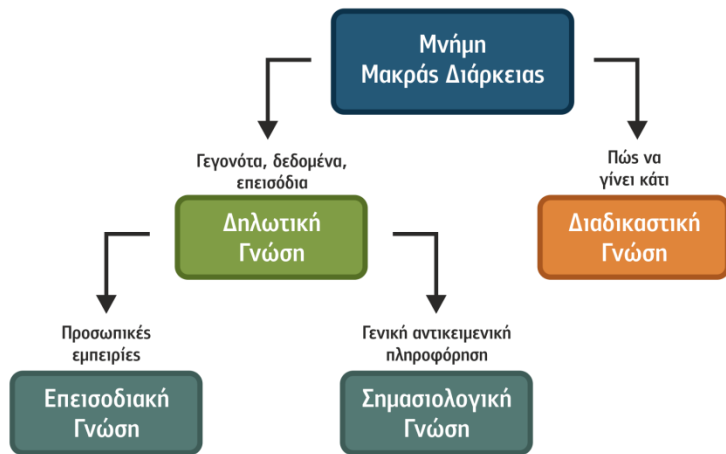 Μνήμη
Μακράς Διάρκειας
Γεγονότα, δεδομένα,
επεισόδια
Πώς να
γίνει κάτι
Δηλωτική
Γνώση
Διαδικαστική
Γνώση
Προσωπικές
εμπειρίες
Γενική αντικειμενική
πληροφόρηση
Επεισοδιακή
Γνώση
Σημασιολογική
Γνώση